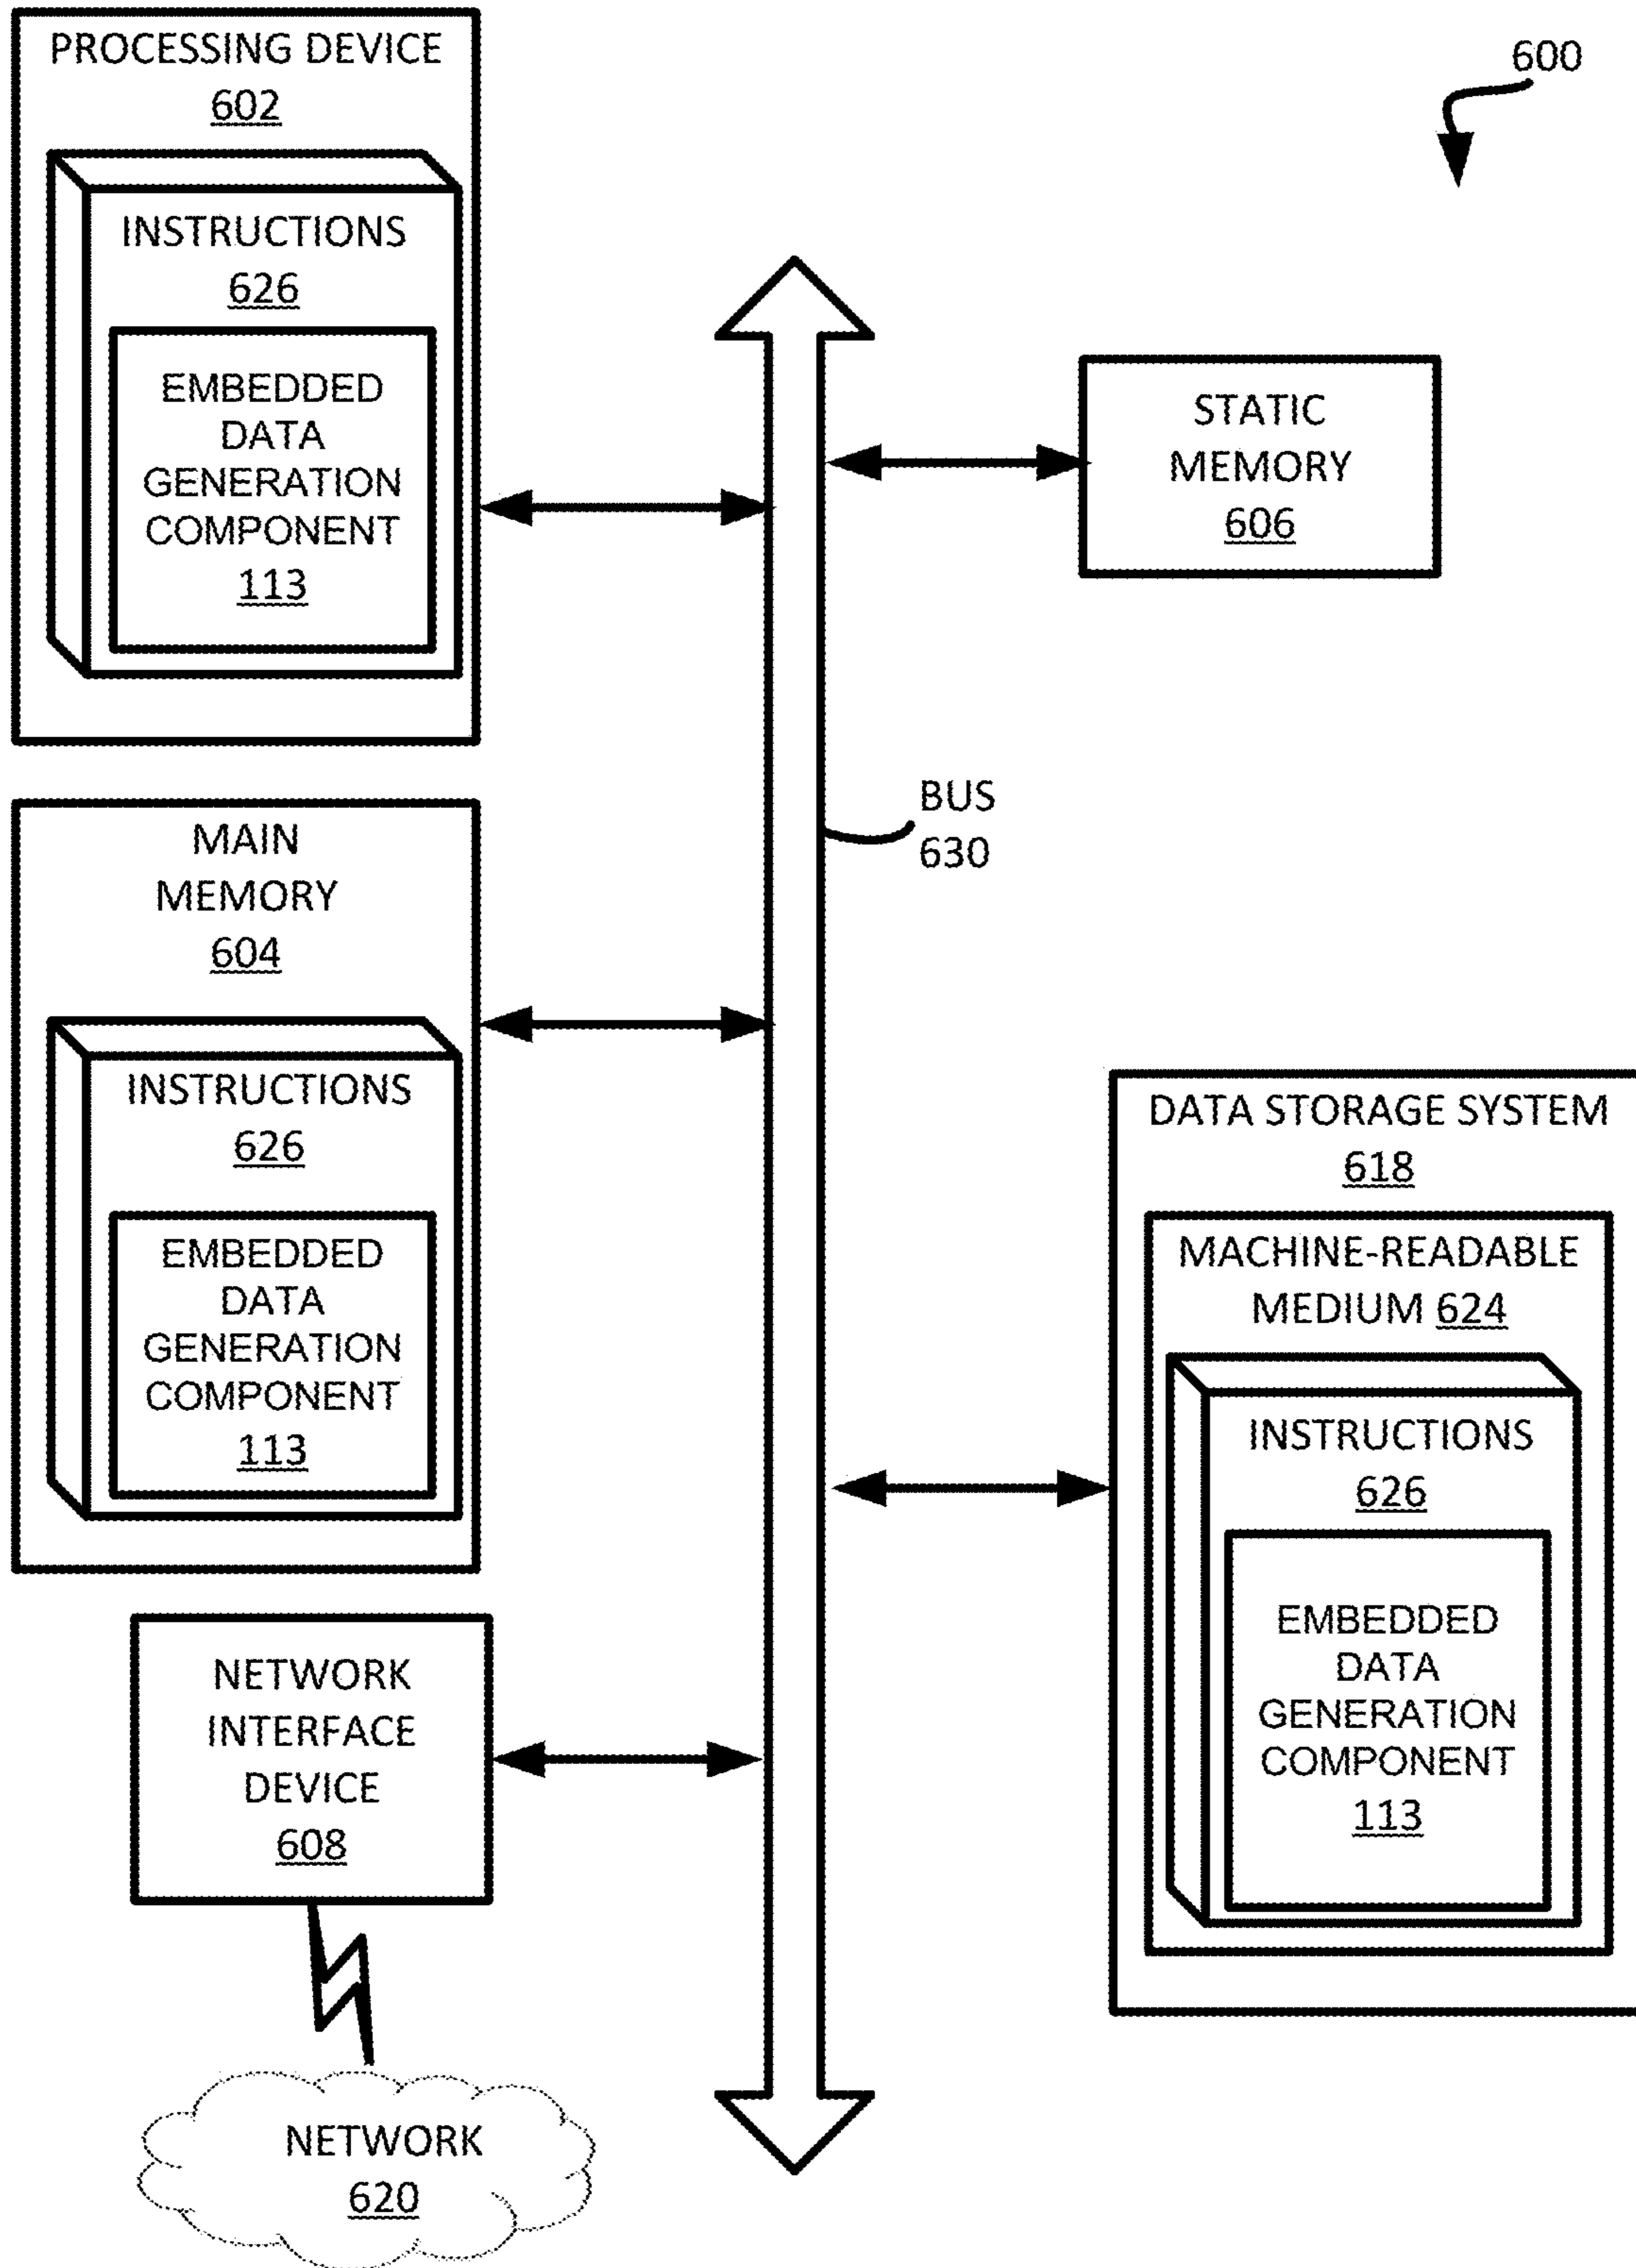 PROCESSING DEVICE
602
INSTRUCTIONS
626
EMBEDDED
DATA
GENERATION
COMPONENT
113
600
STATIC
MEMORY
606
BUS
630
MAIN
MEMORY
604
INSTRUCTIONS
626
EMBEDDED
DATA
GENERATION
COMPONENT
113
DATA STORAGE SYSTEM
618
MACHINE-READABLE
MEDIUM 624
INSTRUCTIONS
626
EMBEDDED
DATA
GENERATION
COMPONENT
113
NETWORK
INTERFACE
DEVICE
608
NETWORK
620